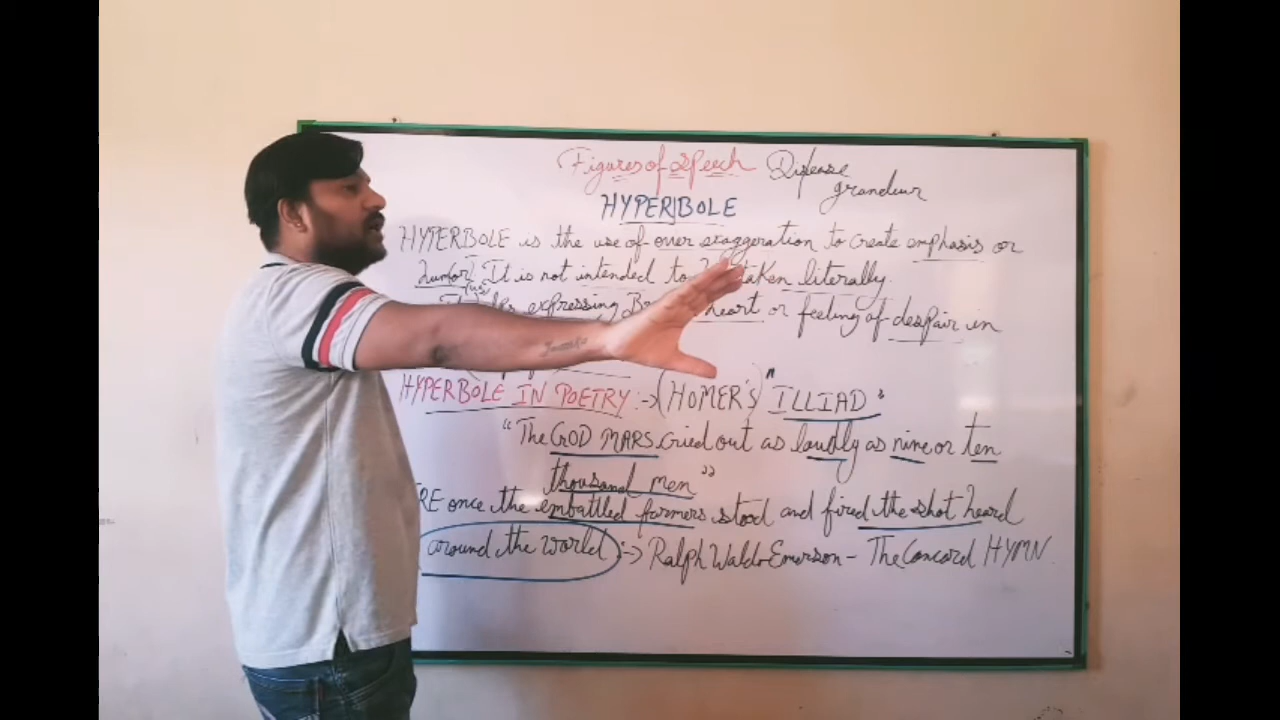 Figures of Speech Disease
grandeur
HYPERBOLE
HYPERBOLE is the use of over exaggeration to create emphasis or
humor. It is not intended to taken literally.
expressing heart or feeling of despair in
HYPERBOLE IN POETRY :-> (HOMER'S) "ILLIAD"
"The GOD MARS cried out as loudly as nine or ten
thousand men"
RE once the embattled farmers stood and fired the shot heard
around the world :-> Ralph Waldo Emerson - The Concord HYMN